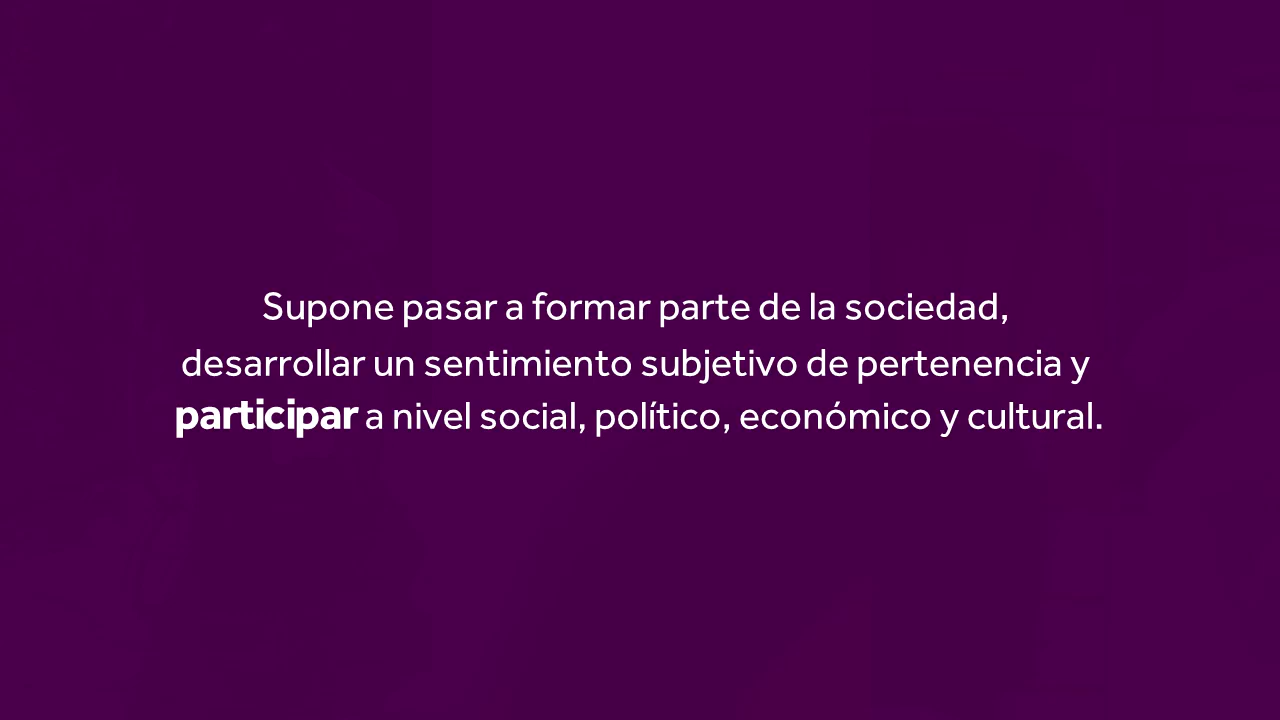 Supone pasar a formar parte de la sociedad,
desarrollar un sentimiento subjetivo de pertenencia y
participar a nivel social, político, económico y cultural.